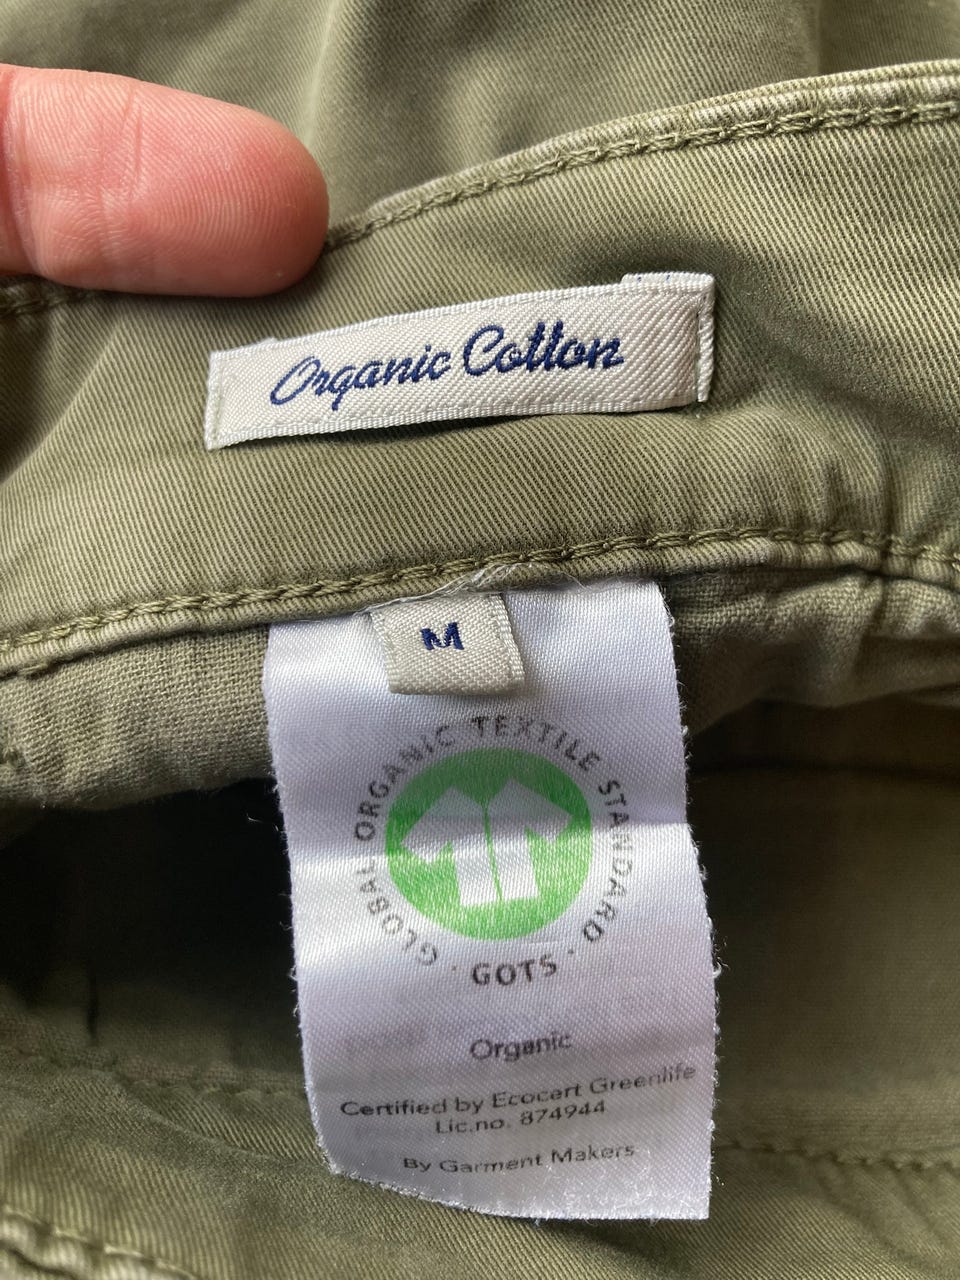 Organic Cotton
M
GLOBAL ORGANIC TEXTILE STANDARD · GOTS ·
Organic
Certified by Ecocert Greenlife
Lic.no. 874944
By Garment Makers